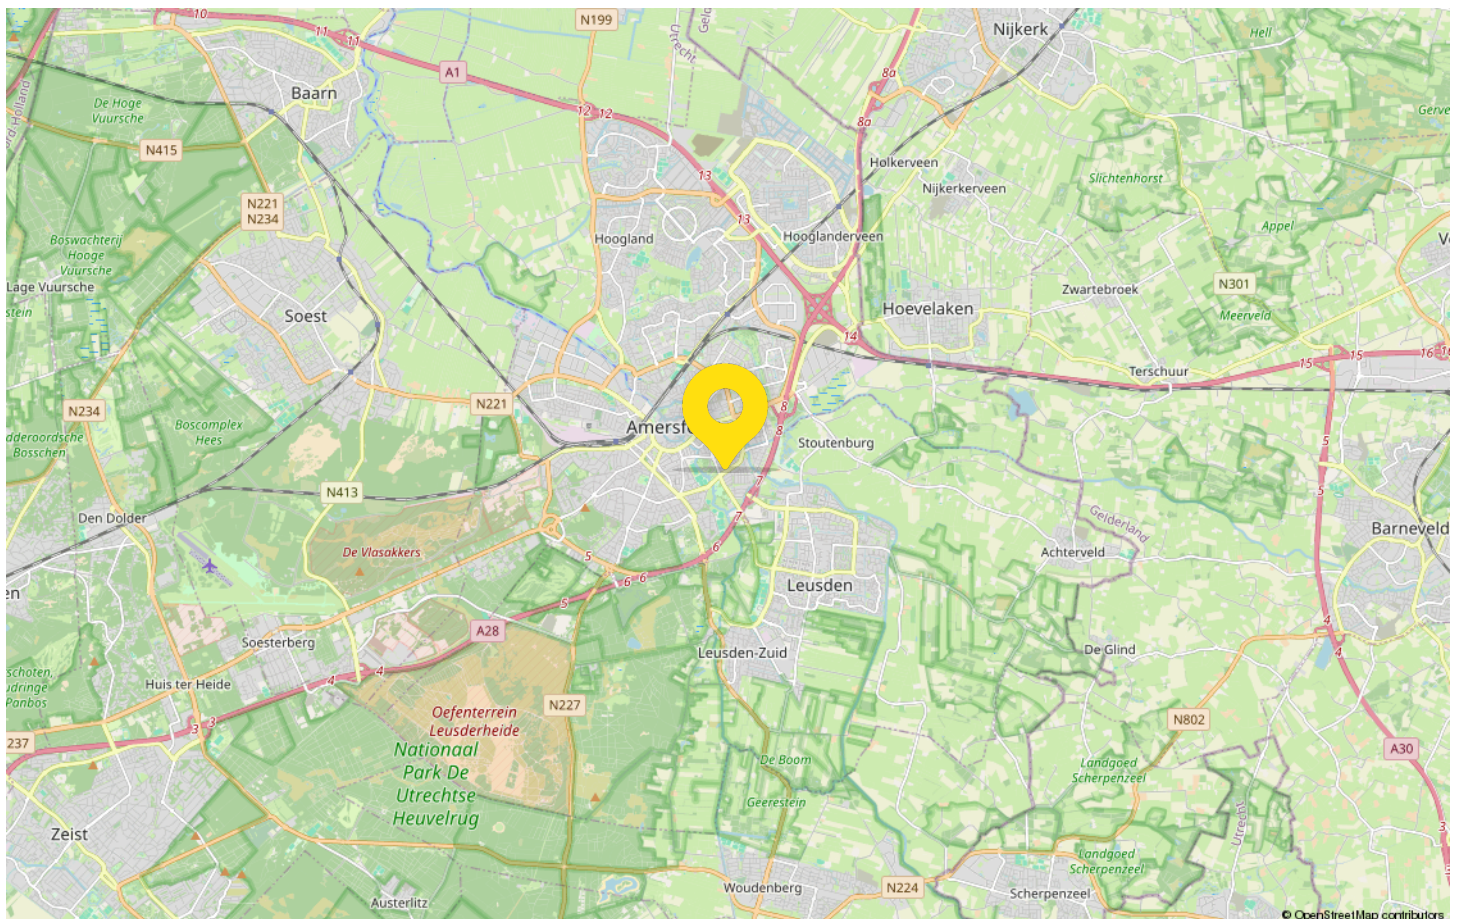 10
N199
Utrecht
Nijkerk
Hell
11
11
A1
8a
Baarn
De Hoge
Vuursche
12
12
8a
N415
Holkerveen
13
Nijkerkerveen
Slichtenhorst
N221
N234
13
Appel
Boswachterij
Hooge
Vuursche
Hoogland
Hooglanderveen
Lage Vuursche
Zwartebroek
N301
Soest
Hoevelaken
Meerveld
14
15
15
16
Terschuur
N234
N221
8
Boscomplex
Hees
8
Stoutenburg
5
7
N413
5
Den Dolder
7
Gelderland
Barneveld
De Vlasakkers
5
6
Achterveld
6
6
Leusden
5
A28
4
Soesterberg
Leusden-Zuid
De Glind
4
4
4
Huis ter Heide
Oefenterrein
Leusderheide
N227
3
3
N802
237
Nationaal
Park De
Utrechtse
Heuvelrug
A30
De Boom
Landgoed
Scherpenzeel
Geerestein
Utrecht
Zeist
3
Landgoed
Scherpenzeel
Woudenberg
N224
Scherpenzeel
Austerlitz
© OpenStreetMap contributors